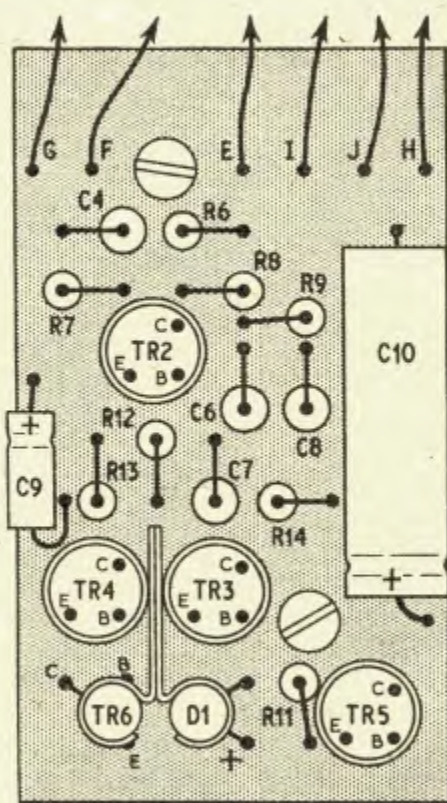 G F E I J H
C4 R6
R8
R7 R9
C
TR2 C10
E B
R12 C6 C8
+
R13 C7
C9
R14
C C
TR4 TR3 +
E B E B
C B
TR6 D1 R11 C
TR5
E + E B